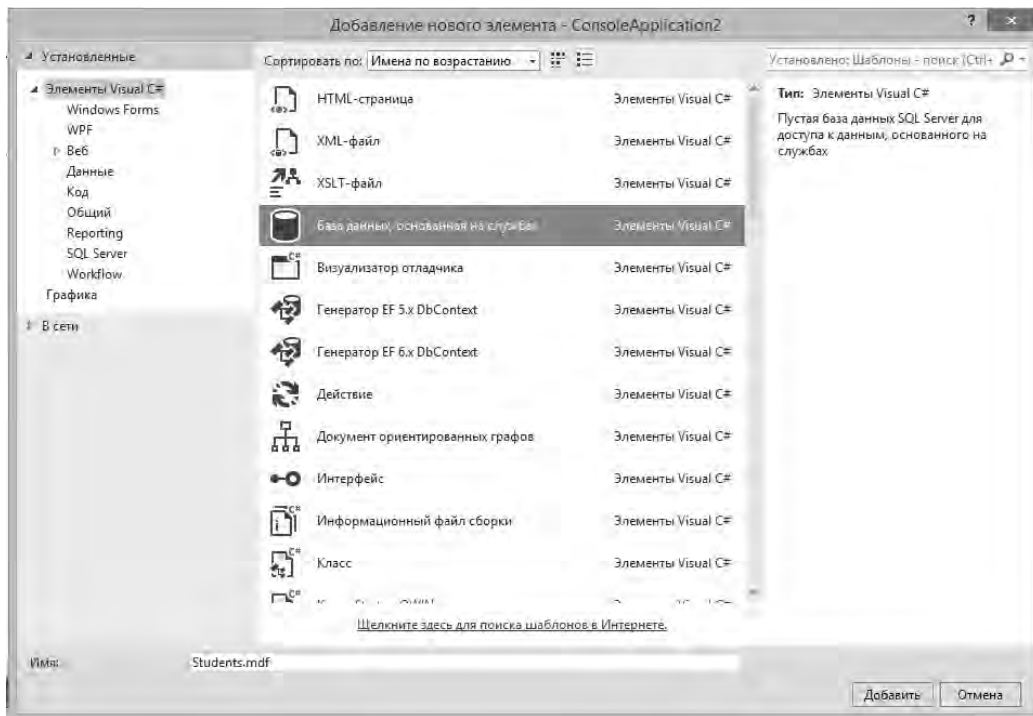 Добавление нового элемента - ConsoleApplication2
? ×
Установленные
Сортировать по: Имена по возрастанию
Установлено: Шаблоны - поиск (Ctrl+
Элементы Visual C#
Windows Forms
WPF
Веб
Данные
Код
Общий
Reporting
SQL Server
Workflow
Графика
В сети
HTML-страница Элементы Visual C#
XML-файл Элементы Visual C#
XSLT-файл Элементы Visual C#
База данных, основанная на службах Элементы Visual C#
Визуализатор отладчика Элементы Visual C#
Генератор EF 5.x DbContext Элементы Visual C#
Генератор EF 6.x DbContext Элементы Visual C#
Действие Элементы Visual C#
Документ ориентированных графов Элементы Visual C#
Интерфейс Элементы Visual C#
Информационный файл сборки Элементы Visual C#
Класс Элементы Visual C#
Тип: Элементы Visual C#
Пустая база данных SQL Server для
доступа к данным, основанного на
службах
Щелкните здесь для поиска шаблонов в Интернете.
Имя: Students.mdf
Добавить Отмена